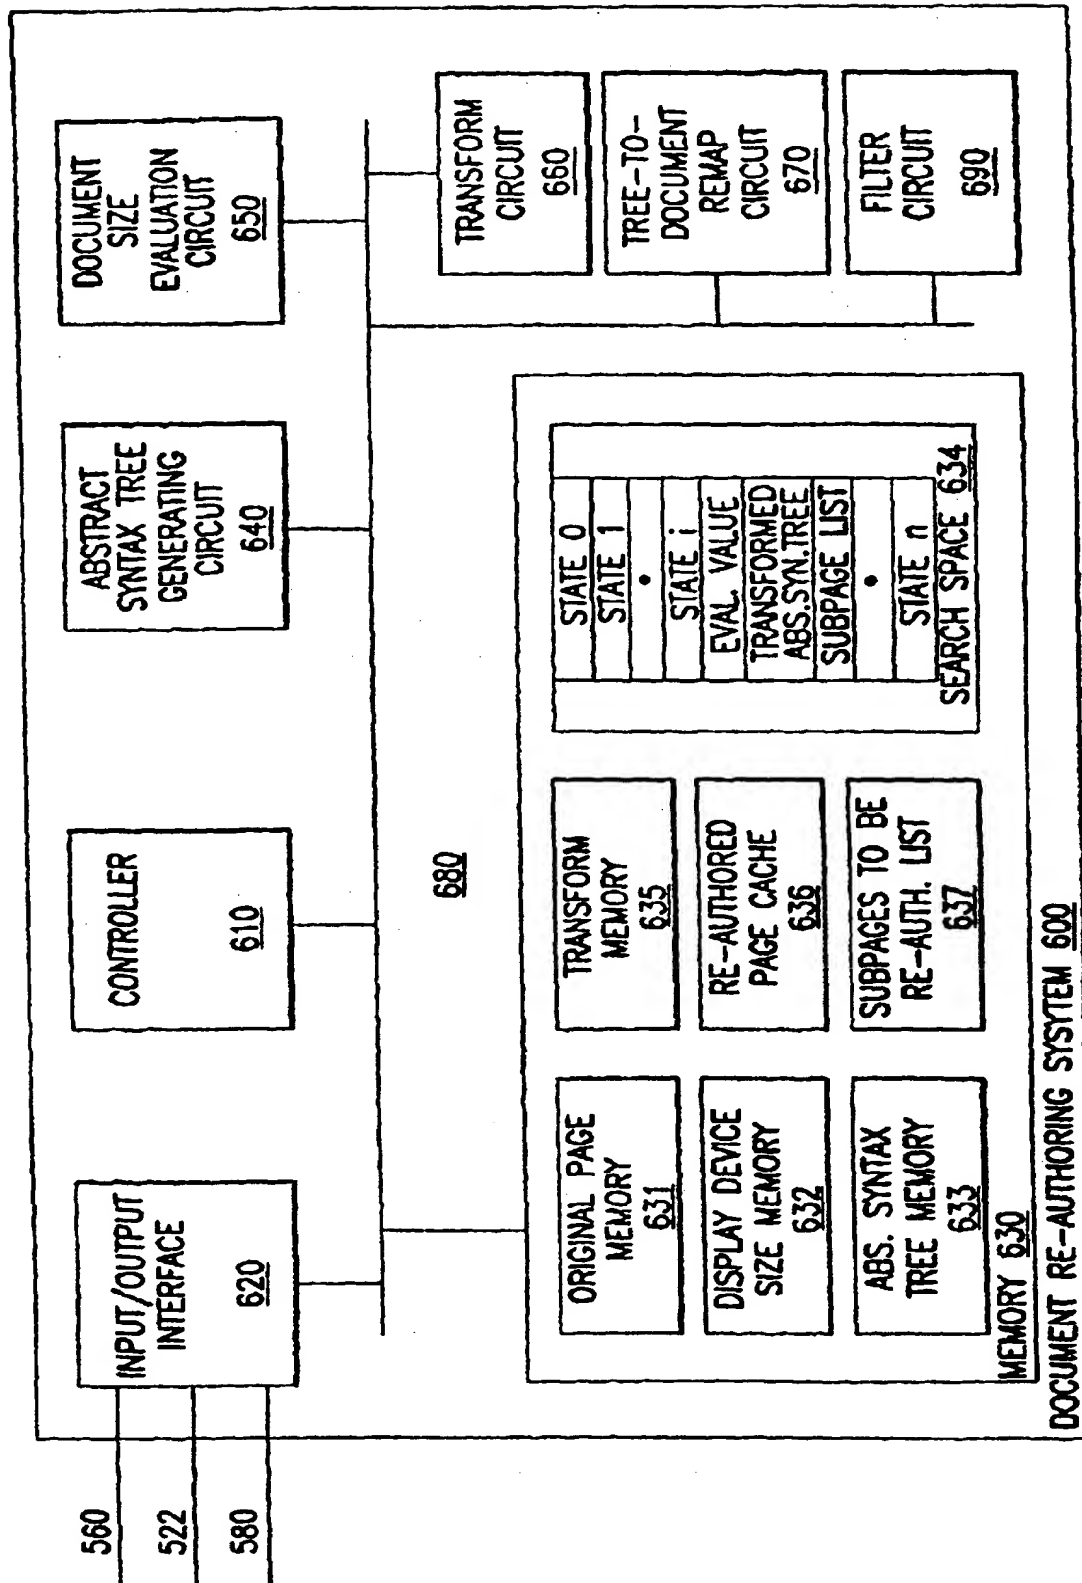 560
522
580
INPUT/OUTPUT
INTERFACE
620
CONTROLLER
610
ABSTRACT
SYNTAX TREE
GENERATING
CIRCUIT
640
DOCUMENT
SIZE
EVALUATION
CIRCUIT
650
680
TRANSFORM
CIRCUIT
660
TREE-TO-
DOCUMENT
REMAP
CIRCUIT
670
FILTER
CIRCUIT
690
ORIGINAL PAGE
MEMORY
631
DISPLAY DEVICE
SIZE MEMORY
632
ABS. SYNTAX
TREE MEMORY
633
TRANSFORM
MEMORY
635
RE-AUTHORED
PAGE CACHE
636
SUBPAGES TO BE
RE-AUTH. LIST
637
STATE 0
STATE 1
•
STATE i
EVAL. VALUE
TRANSFORMED
ABS.SYN.TREE
SUBPAGE LIST
•
STATE n
SEARCH SPACE 634
MEMORY 630
DOCUMENT RE-AUTHORING SYSYTEM 600